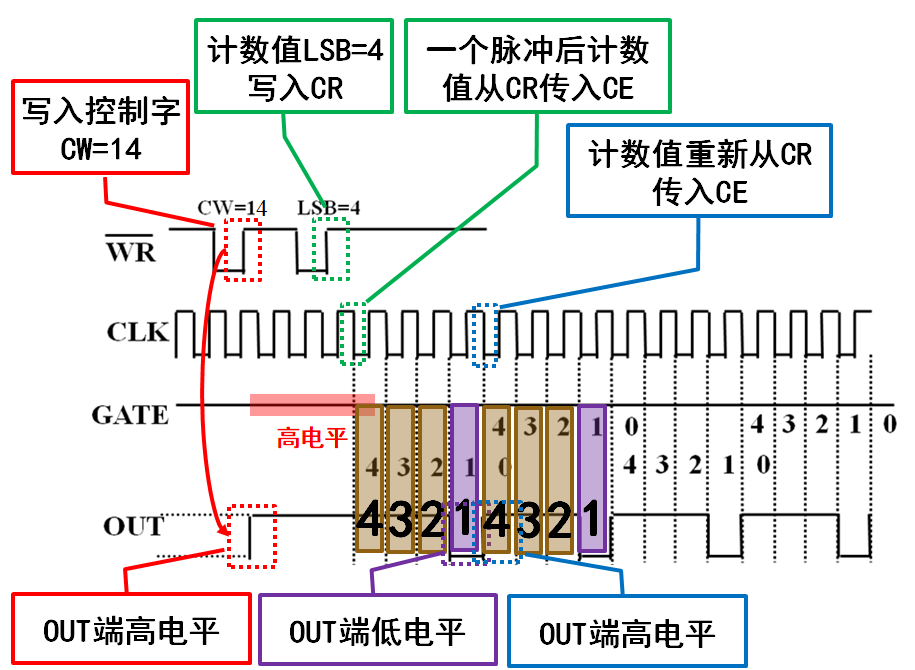 计数值LSB=4
写入CR
一个脉冲后计数
值从CR传入CE
写入控制字
CW=14
计数值重新从CR
传入CE
CW=14 LSB=4
WR
CLK
GATE
高电平
4 3 2 1 0 4 3 2 1 0
4 3 2 1 0 4 3 2 1 0
OUT
4 3 2 1 4 3 2 1
OUT端高电平
OUT端低电平
OUT端高电平